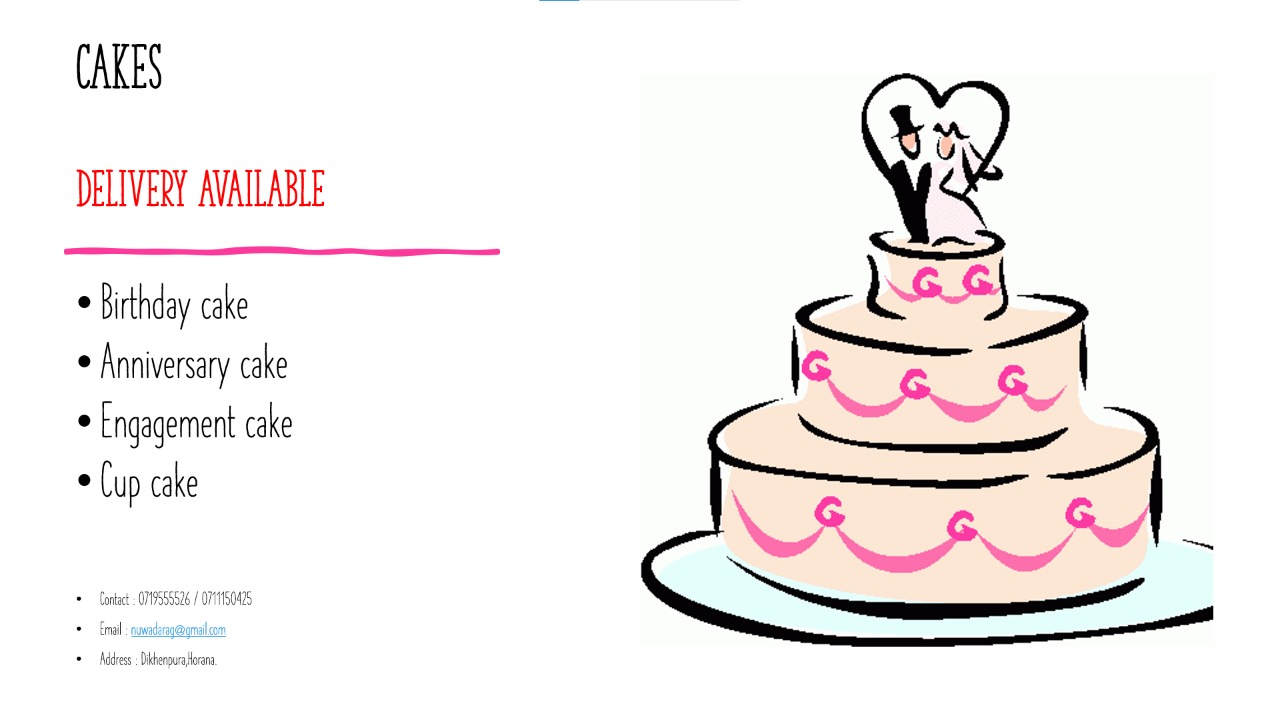 CAKES
DELIVERY AVAILABLE
• Birthday cake
• Anniversary cake
• Engagement cake
• Cup cake
• Contact : 0719555526 / 0711150425
• Email : nuwadarag@gmail.com
• Address : Dikhenpura,Horana.